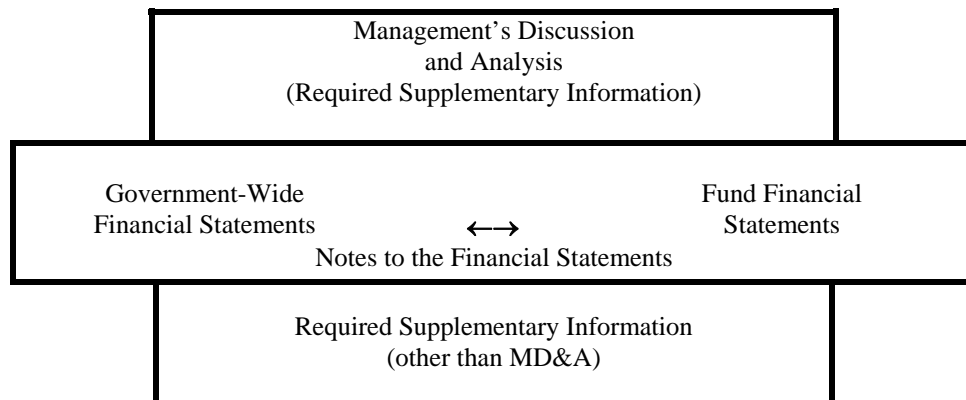 Management’s Discussion
and Analysis
(Required Supplementary Information)
Government-Wide Fund Financial
Financial Statements ←→ Statements
Notes to the Financial Statements
Required Supplementary Information
(other than MD&A)